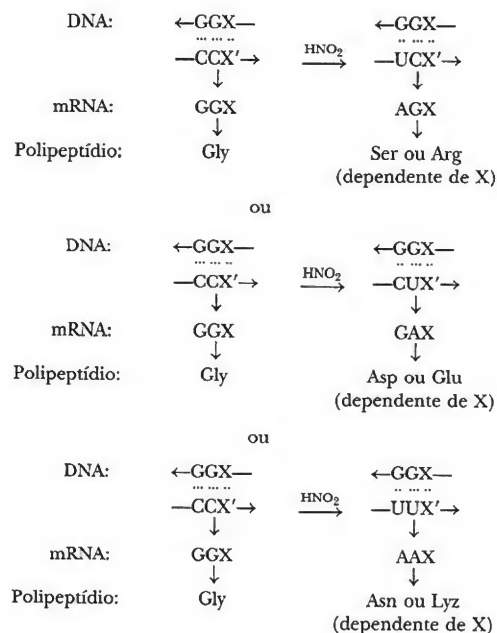 DNA: ←GGX— ←GGX—
... ... .. .. ... ..
—CCX'→ HNO₂ —UCX'→
↓ → ↓
mRNA: GGX AGX
↓ ↓
Polipeptídio: Gly Ser ou Arg
(dependente de X)
ou
DNA: ←GGX— ←GGX—
... ... .. ... .. ..
—CCX'→ HNO₂ —CUX'→
↓ → ↓
mRNA: GGX GAX
↓ ↓
Polipeptídio: Gly Asp ou Glu
(dependente de X)
ou
DNA: ←GGX— ←GGX—
... ... .. .. .. ..
—CCX'→ HNO₂ —UUX'→
↓ → ↓
mRNA: GGX AAX
↓ ↓
Polipeptídio: Gly Asn ou Lyz
(dependente de X)